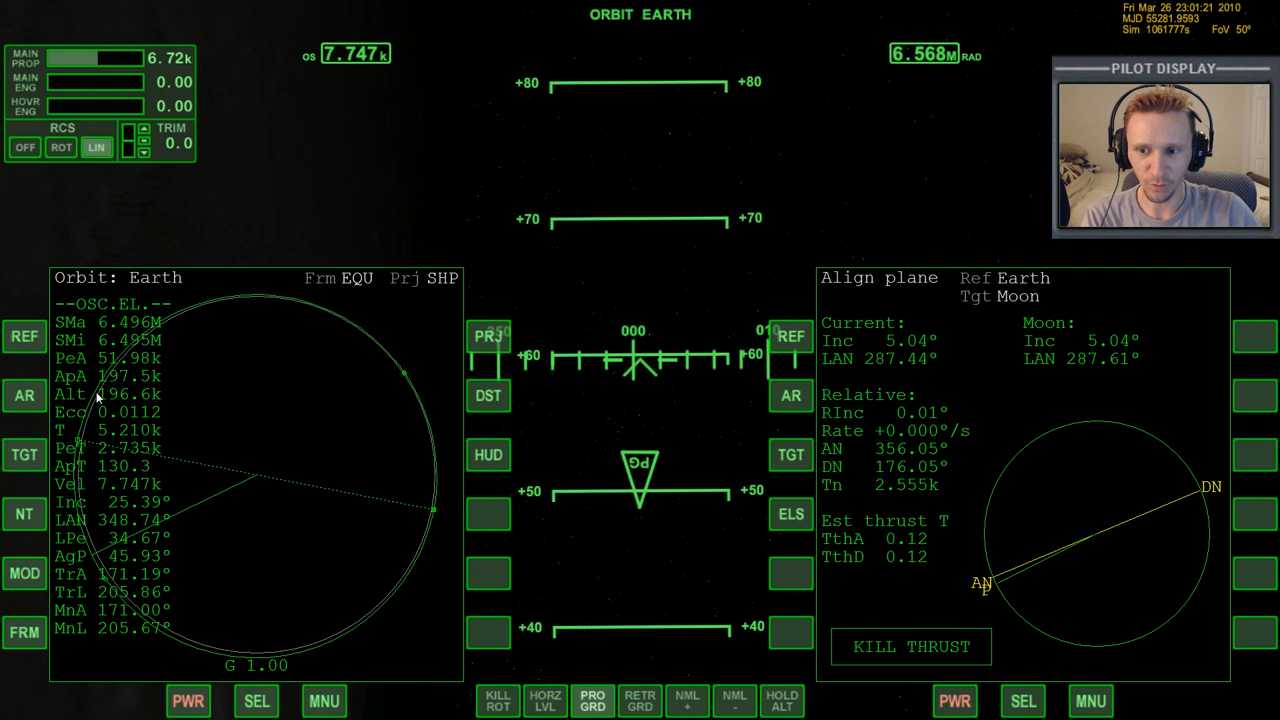 ORBIT EARTH
Fri Mar 26 23:01:21 2010
MJD 55281.9593
Sim 1061777s FoV 50°
MAIN PROP 6.72k
MAIN ENG 0.00
HOVR ENG 0.00
RCS
OFF ROT LIN
TRIM
0.0
OS 7.747k
6.568M RAD
PILOT DISPLAY
+80 +80
+70 +70
350 000 010
+60 +60
PG
+50 +50
+40 +40
Orbit: Earth Frm EQU Prj SHP
--OSC.EL.--
SMa 6.496M
SMi 6.495M
PeA 51.98k
ApA 197.5k
Alt 196.6k
Ecc 0.0112
T 5.210k
PeT 2.735k
ApT 130.3
Vel 7.747k
Inc 25.39°
LAN 348.74°
LPe 34.67°
AgP 45.93°
TrA 171.19°
TrL 205.86°
MnA 171.00°
MnL 205.67°
G 1.00
REF
AR
TGT
NT
MOD
FRM
PRJ
DST
HUD
PWR SEL MNU
Align plane Ref Earth
Tgt Moon
Current: Moon:
Inc 5.04° Inc 5.04°
LAN 287.44° LAN 287.61°
Relative:
RInc 0.01°
Rate +0.000°/s
AN 356.05°
DN 176.05°
Tn 2.555k
Est thrust T
TthA 0.12
TthD 0.12
DN
AN
P
KILL THRUST
REF
AR
TGT
ELS
PWR SEL MNU
KILL ROT
HORZ LVL
PRO GRD
RETR GRD
NML +
NML -
HOLD ALT